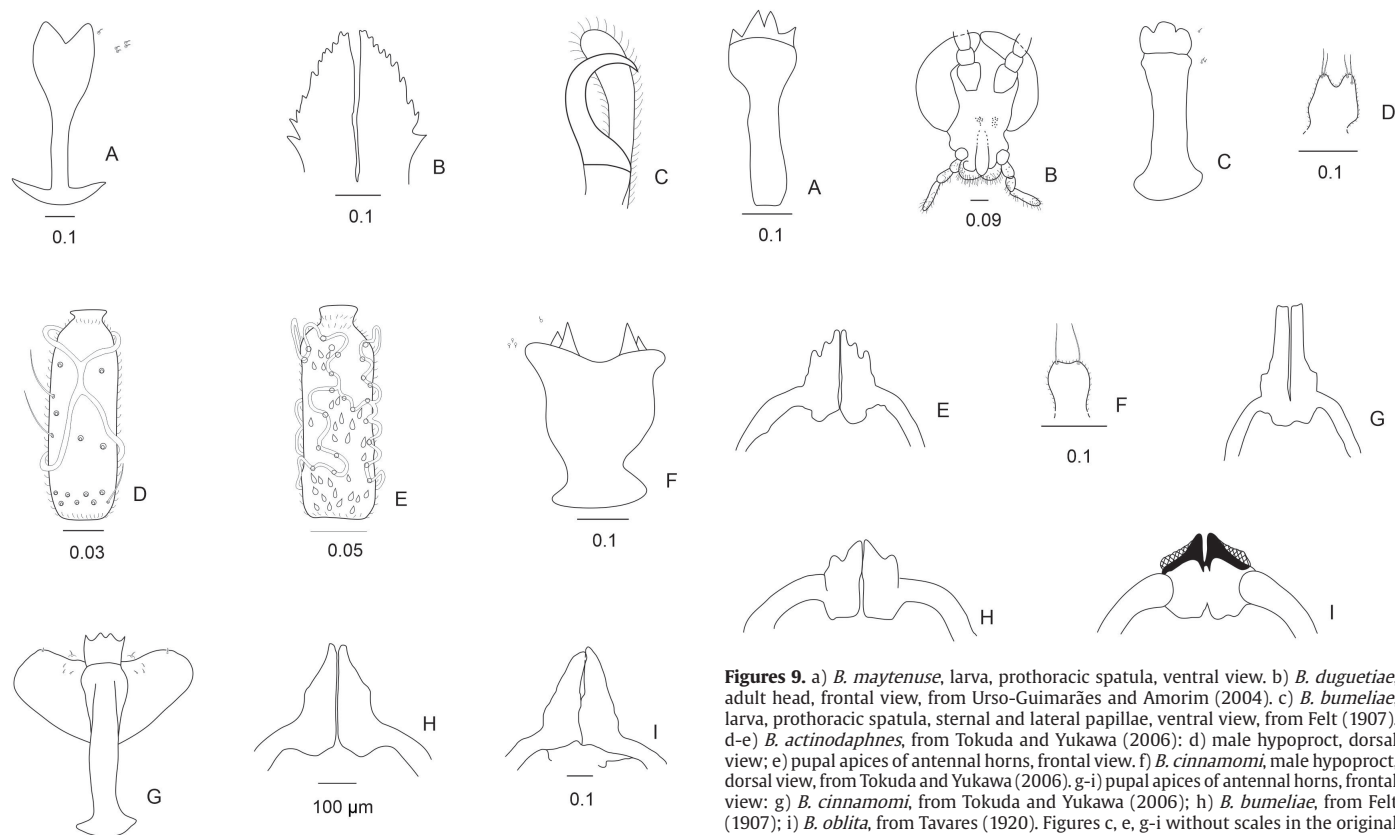 A
0.1
B
0.1
C
D
0.03
E
0.05
F
0.1
G
H
100 µm
I
0.1
A
0.1
B
0.09
C
D
0.1
E
F
0.1
G
H
I
Figures 9. a) B. maytenuse, larva, prothoracic spatula, ventral view. b) B. duguetiae,
adult head, frontal view, from Urso-Guimarães and Amorim (2004). c) B. bumeliae,
larva, prothoracic spatula, sternal and lateral papillae, ventral view, from Felt (1907).
d-e) B. actinodaphnes, from Tokuda and Yukawa (2006): d) male hypoproct, dorsal
view; e) pupal apices of antennal horns, frontal view. f) B. cinnamomi, male hypoproct,
dorsal view, from Tokuda and Yukawa (2006). g-i) pupal apices of antennal horns, frontal
view: g) B. cinnamomi, from Tokuda and Yukawa (2006); h) B. bumeliae, from Felt
(1907); i) B. oblita, from Tavares (1920). Figures c, e, g-i without scales in the original